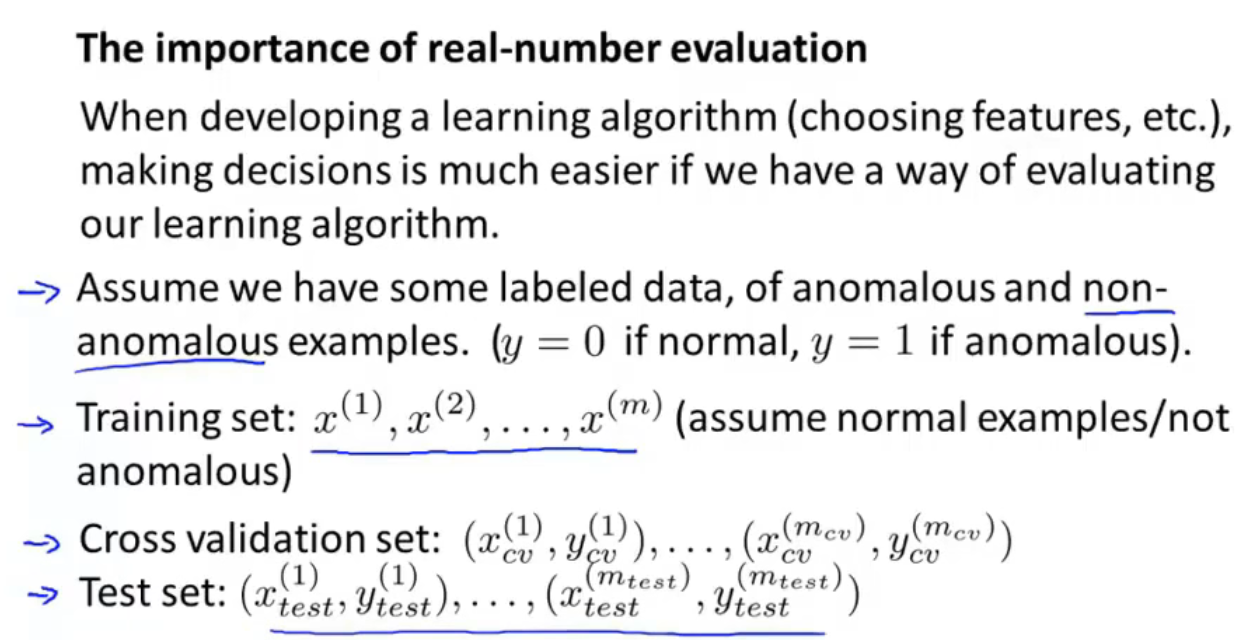 The importance of real-number evaluation
When developing a learning algorithm (choosing features, etc.),
making decisions is much easier if we have a way of evaluating
our learning algorithm.
→ Assume we have some labeled data, of anomalous and non-
anomalous examples. (y = 0 if normal, y = 1 if anomalous).
→ Training set: x^{(1)}, x^{(2)}, . . . , x^{(m)} (assume normal examples/not
anomalous)
→ Cross validation set: (x_{cv}^{(1)}, y_{cv}^{(1)}), . . . , (x_{cv}^{(m_{cv})}, y_{cv}^{(m_{cv})})
→ Test set: (x_{test}^{(1)}, y_{test}^{(1)}), . . . , (x_{test}^{(m_{test})}, y_{test}^{(m_{test})})